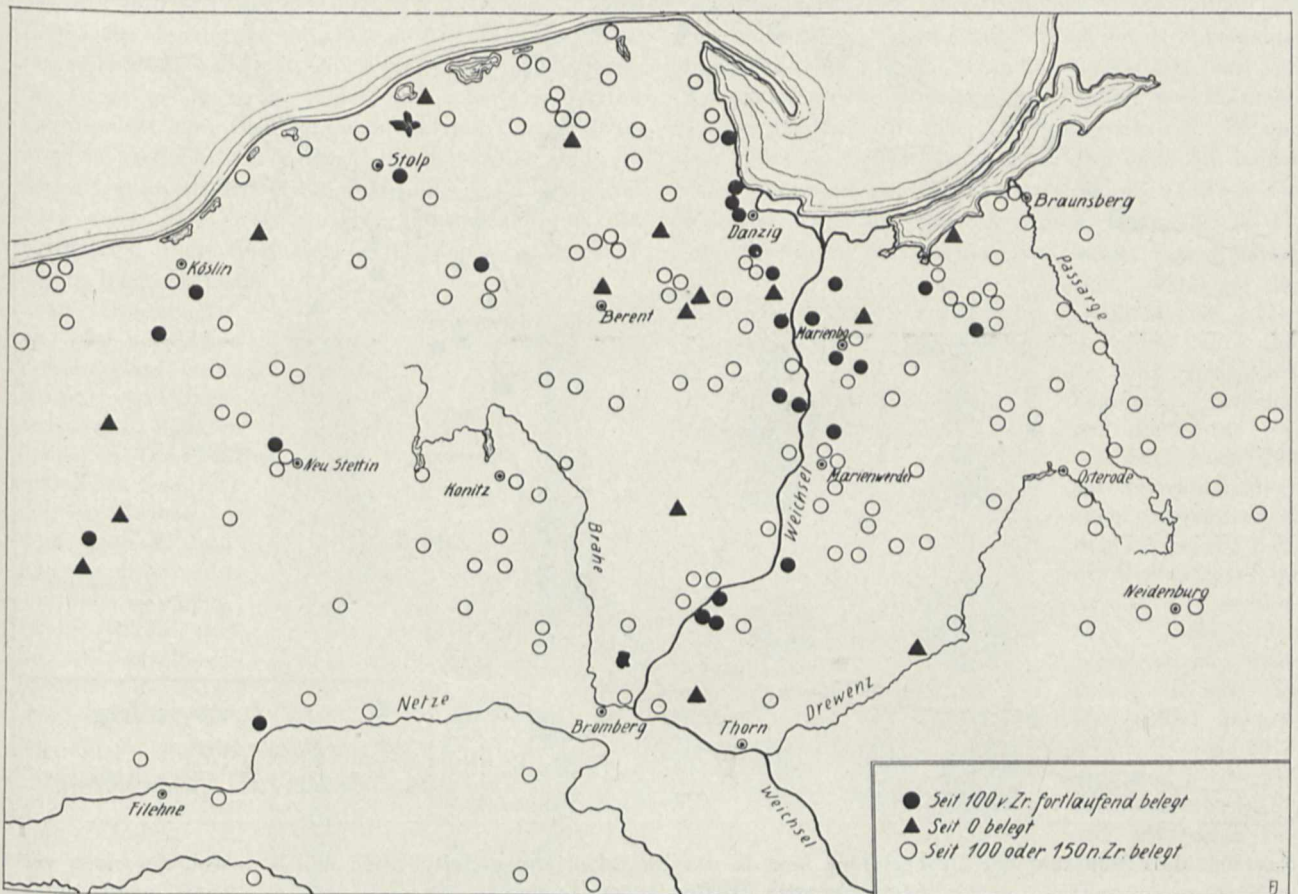 Stolp
Danzig
Braunsberg
Köslin
Passarge
Berent
Marienbg
Neu Stettin
Konitz
Marienwerder
Osterode
Weichsel
Brahe
Neidenburg
Netze
Drewenz
Bromberg
Thorn
Filehne
Weichsel
Seit 100 v. Zr. fortlaufend belegt
Seit 0 belegt
Seit 100 oder 150 n. Zr. belegt